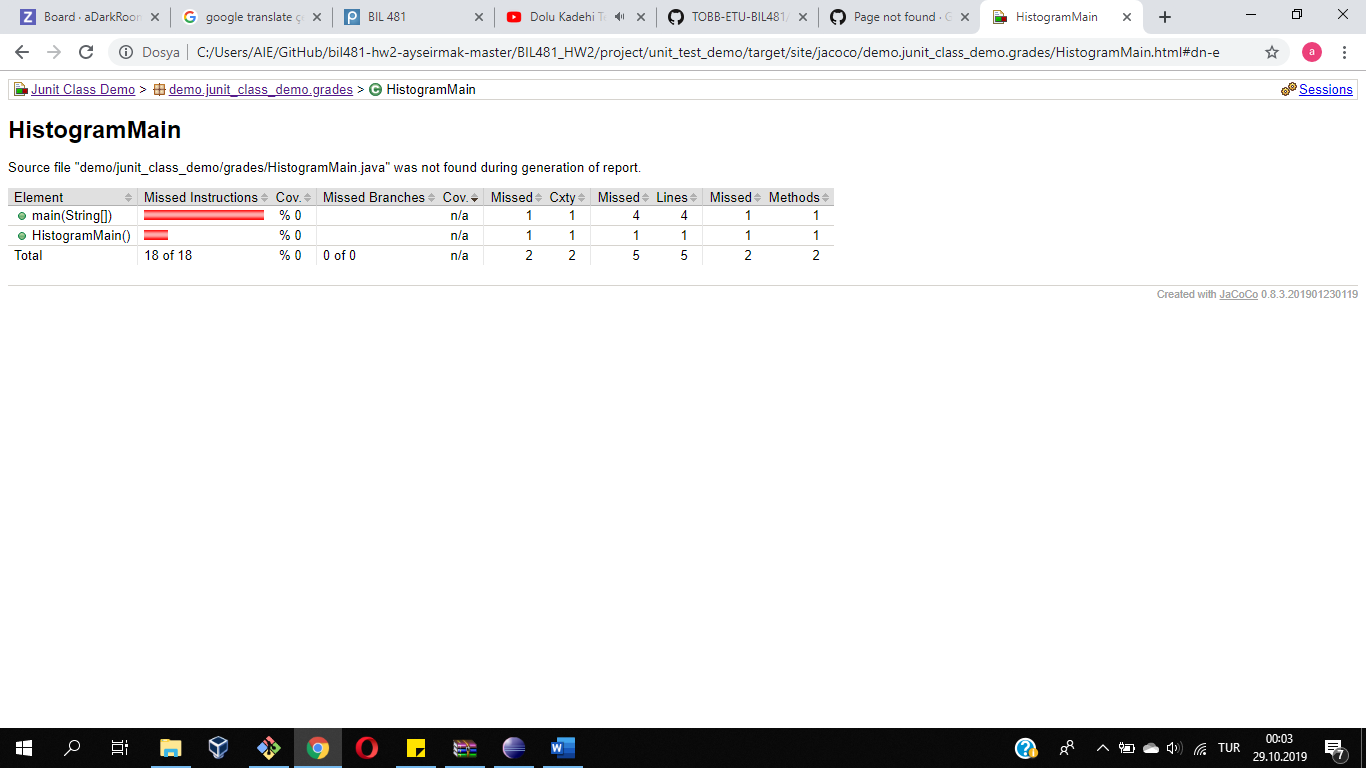 Board · aDarkRoon
google translate ç
BIL 481
Dolu Kadehi T
TOBB-ETU-BIL481/
Page not found · G
HistogramMain
Dosya C:/Users/AIE/GitHub/bil481-hw2-ayseirmak-master/BIL481_HW2/project/unit_test_demo/target/site/jacoco/demo.junit_class_demo.grades/HistogramMain.html#dn-e
a
Junit Class Demo > demo.junit_class_demo.grades > HistogramMain
Sessions
HistogramMain
Source file "demo/junit_class_demo/grades/HistogramMain.java" was not found during generation of report.
Element Missed Instructions Cov. Missed Branches Cov. Missed Cxty Missed Lines Missed Methods
main(String[]) % 0 n/a 1 1 4 4 1 1
HistogramMain() % 0 n/a 1 1 1 1 1 1
Total 18 of 18 % 0 0 of 0 n/a 2 2 5 5 2 2
Created with JaCoCo 0.8.3.201901230119
TUR
00:03
29.10.2019
7